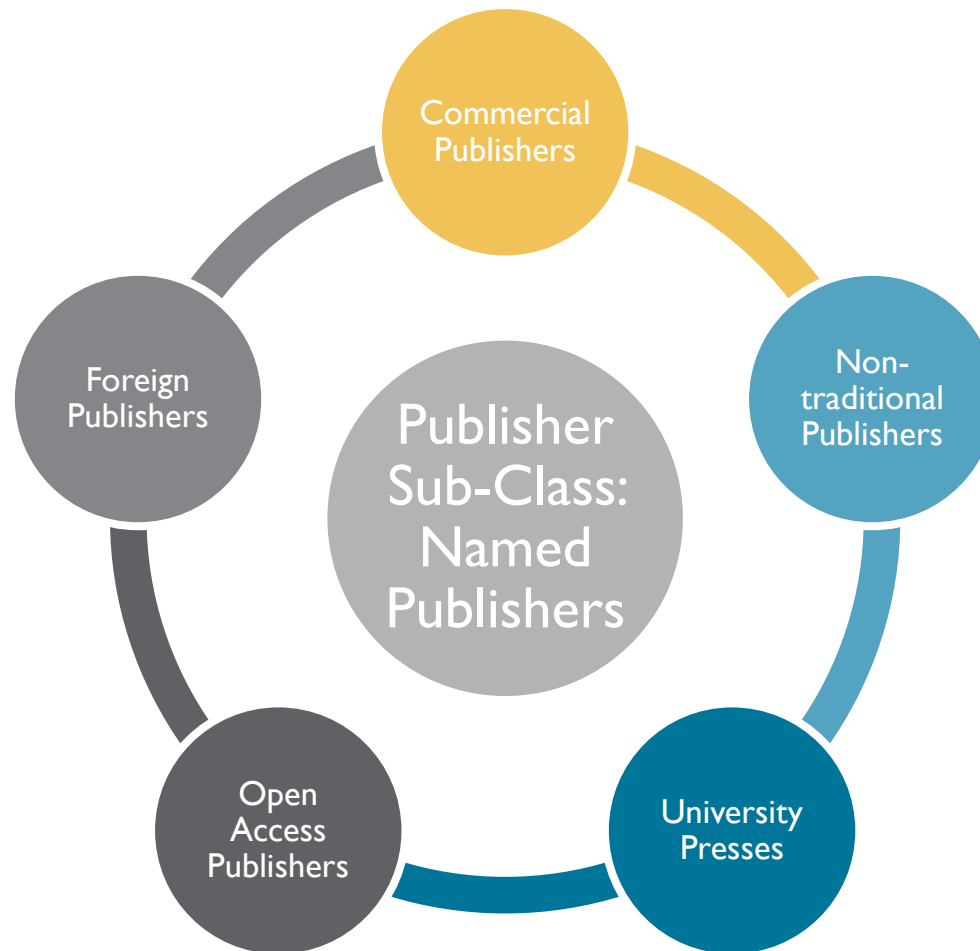 Commercial
Publishers
Non-
traditional
Publishers
University
Presses
Open
Access
Publishers
Foreign
Publishers
Publisher
Sub-Class:
Named
Publishers